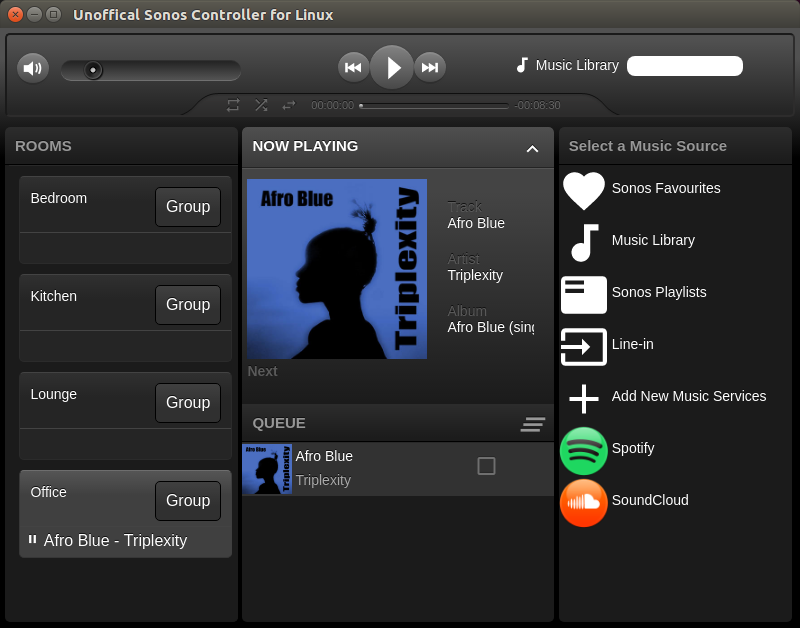 Unoffical Sonos Controller for Linux
Music Library
00:00:00
-00:08:30
ROOMS
Bedroom
Group
Kitchen
Group
Lounge
Group
Office
Group
Afro Blue - Triplexity
NOW PLAYING
Afro Blue
Triplexity
Track
Afro Blue
Artist
Triplexity
Album
Afro Blue (sing
Next
QUEUE
Afro Blue
Triplexity
Afro Blue
Triplexity
Select a Music Source
Sonos Favourites
Music Library
Sonos Playlists
Line-in
Add New Music Services
Spotify
SoundCloud